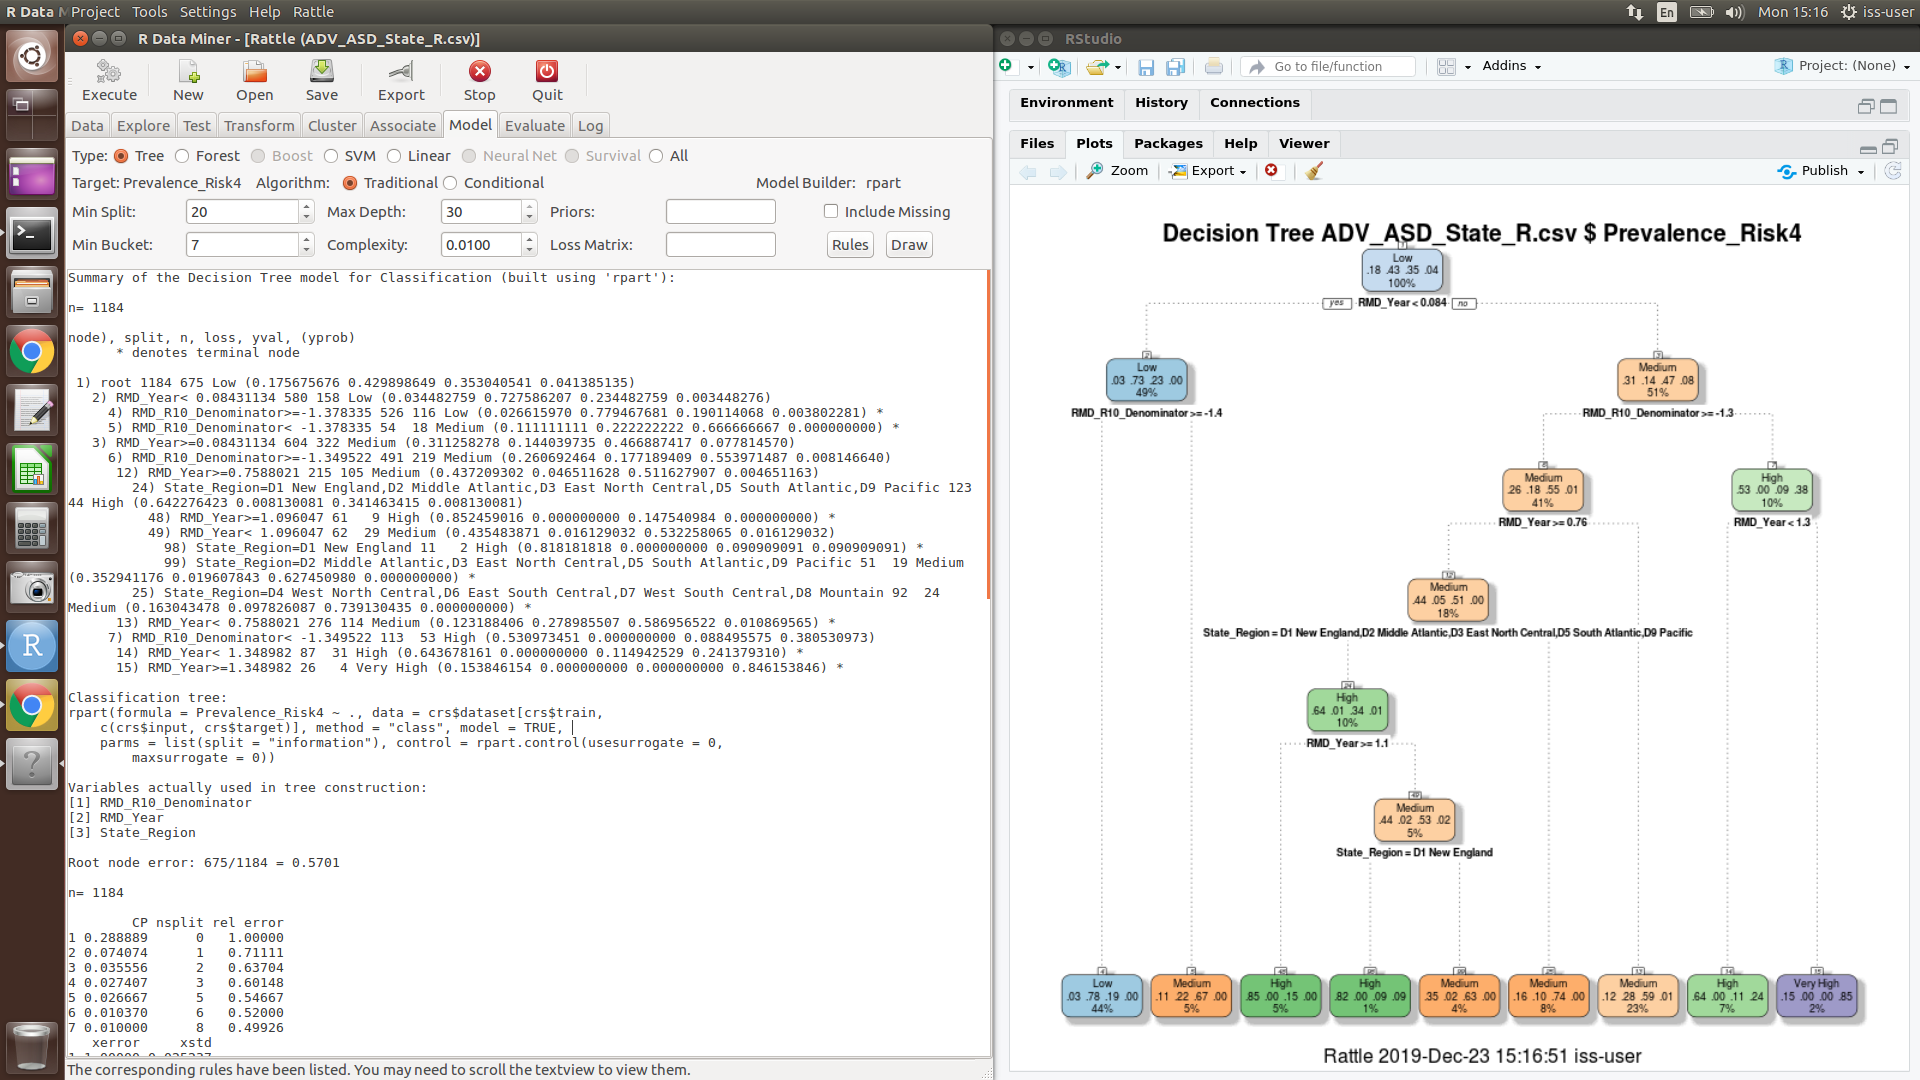 R Data M Project Tools Settings Help Rattle
En Mon 15:16 iss-user
R Data Miner - [Rattle (ADV_ASD_State_R.csv)]
Execute New Open Save Export Stop Quit
Data Explore Test Transform Cluster Associate Model Evaluate Log
Type: Tree Forest Boost SVM Linear Neural Net Survival All
Target: Prevalence_Risk4 Algorithm: Traditional Conditional Model Builder: rpart
Min Split: 20 Max Depth: 30 Priors: Include Missing
Min Bucket: 7 Complexity: 0.0100 Loss Matrix: Rules Draw
Summary of the Decision Tree model for Classification (built using 'rpart'):
n= 1184
node), split, n, loss, yval, (yprob)
* denotes terminal node
1) root 1184 675 Low (0.175675676 0.429898649 0.353040541 0.041385135)
2) RMD_Year< 0.08431134 580 158 Low (0.034482759 0.727586207 0.234482759 0.003448276)
4) RMD_R10_Denominator>=-1.378335 526 116 Low (0.026615970 0.779467681 0.190114068 0.003802281) *
5) RMD_R10_Denominator< -1.378335 54 18 Medium (0.111111111 0.222222222 0.666666667 0.000000000) *
3) RMD_Year>=0.08431134 604 322 Medium (0.311258278 0.144039735 0.466887417 0.077814570)
6) RMD_R10_Denominator>=-1.349522 491 219 Medium (0.260692464 0.177189409 0.553971487 0.008146640)
12) RMD_Year>=0.7588021 215 105 Medium (0.437209302 0.046511628 0.511627907 0.004651163)
24) State_Region=D1 New England,D2 Middle Atlantic,D3 East North Central,D5 South Atlantic,D9 Pacific 123
44 High (0.642276423 0.008130081 0.341463415 0.008130081)
48) RMD_Year>=1.096047 61 9 High (0.852459016 0.000000000 0.147540984 0.000000000) *
49) RMD_Year< 1.096047 62 29 Medium (0.435483871 0.016129032 0.532258065 0.016129032)
98) State_Region=D1 New England 11 2 High (0.818181818 0.000000000 0.090909091 0.090909091) *
99) State_Region=D2 Middle Atlantic,D3 East North Central,D5 South Atlantic,D9 Pacific 51 19 Medium
(0.352941176 0.019607843 0.627450980 0.000000000) *
25) State_Region=D4 West North Central,D6 East South Central,D7 West South Central,D8 Mountain 92 24
Medium (0.163043478 0.097826087 0.739130435 0.000000000) *
13) RMD_Year< 0.7588021 276 114 Medium (0.123188406 0.278985507 0.586956522 0.010869565) *
7) RMD_R10_Denominator< -1.349522 113 53 High (0.530973451 0.000000000 0.088495575 0.380530973)
14) RMD_Year< 1.348982 87 31 High (0.643678161 0.000000000 0.114942529 0.241379310) *
15) RMD_Year>=1.348982 26 4 Very High (0.153846154 0.000000000 0.000000000 0.846153846) *
Classification tree:
rpart(formula = Prevalence_Risk4 ~ ., data = crs$dataset[crs$train,
c(crs$input, crs$target)], method = "class", model = TRUE,
parms = list(split = "information"), control = rpart.control(usesurrogate = 0,
maxsurrogate = 0))
Variables actually used in tree construction:
[1] RMD_R10_Denominator
[2] RMD_Year
[3] State_Region
Root node error: 675/1184 = 0.5701
n= 1184
CP nsplit rel error
1 0.288889 0 1.00000
2 0.074074 1 0.71111
3 0.035556 2 0.63704
4 0.027407 3 0.60148
5 0.026667 5 0.54667
6 0.010370 6 0.52000
7 0.010000 8 0.49926
xerror xstd
The corresponding rules have been listed. You may need to scroll the textview to view them.
RStudio
Go to file/function Addins Project: (None)
Environment History Connections
Files Plots Packages Help Viewer
Zoom Export Publish
Decision Tree ADV_ASD_State_R.csv $ Prevalence_Risk4
1
Low
.18 .43 .35 .04
100%
yes RMD_Year < 0.084 no
2 3
Low
.03 .73 .23 .00
49%
Medium
.31 .14 .47 .08
51%
RMD_R10_Denominator >= -1.4
RMD_R10_Denominator >= -1.3
6 7
Medium
.26 .18 .55 .01
41%
High
.53 .00 .09 .38
10%
RMD_Year >= 0.76
RMD_Year < 1.3
12
Medium
.44 .05 .51 .00
18%
State_Region = D1 New England,D2 Middle Atlantic,D3 East North Central,D5 South Atlantic,D9 Pacific
24
High
.64 .01 .34 .01
10%
RMD_Year >= 1.1
49
Medium
.44 .02 .53 .02
5%
State_Region = D1 New England
4 5 48 98 99 25 13 14 15
Low Medium High High Medium Medium Medium High Very High
.03 .78 .19 .00 .11 .22 .67 .00 .85 .00 .15 .00 .82 .00 .09 .09 .35 .02 .63 .00 .16 .10 .74 .00 .12 .28 .59 .01 .64 .00 .11 .24 .15 .00 .00 .85
44% 5% 5% 1% 4% 8% 23% 7% 2%
Rattle 2019-Dec-23 15:16:51 iss-user